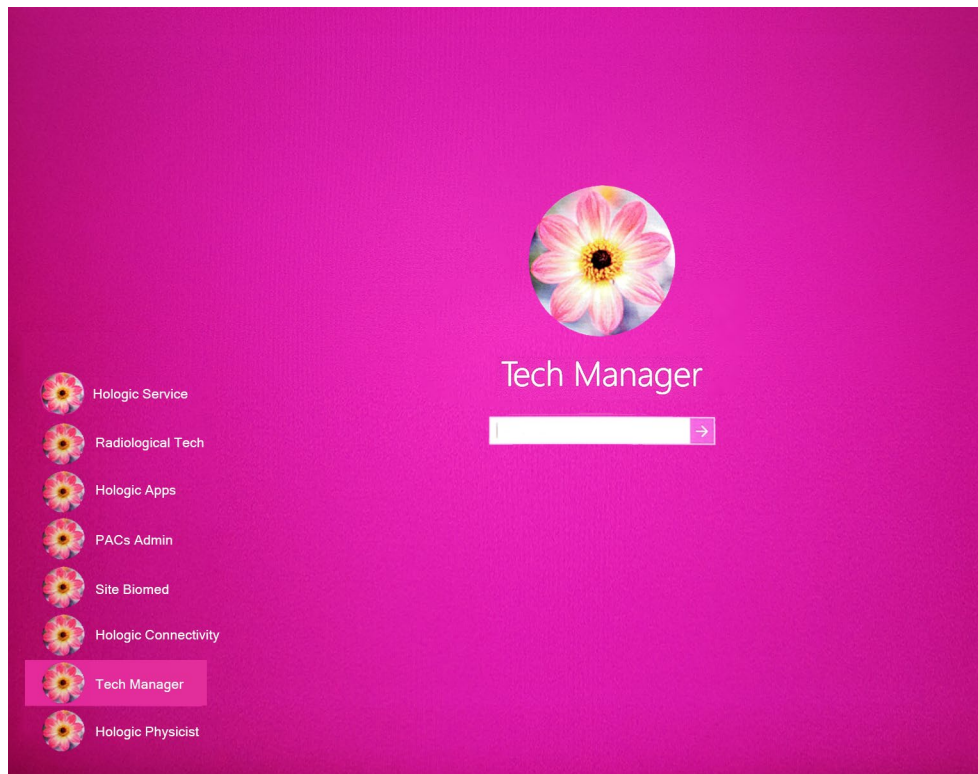 Tech Manager
Hologic Service
Radiological Tech
Hologic Apps
PACs Admin
Site Biomed
Hologic Connectivity
Tech Manager
Hologic Physicist